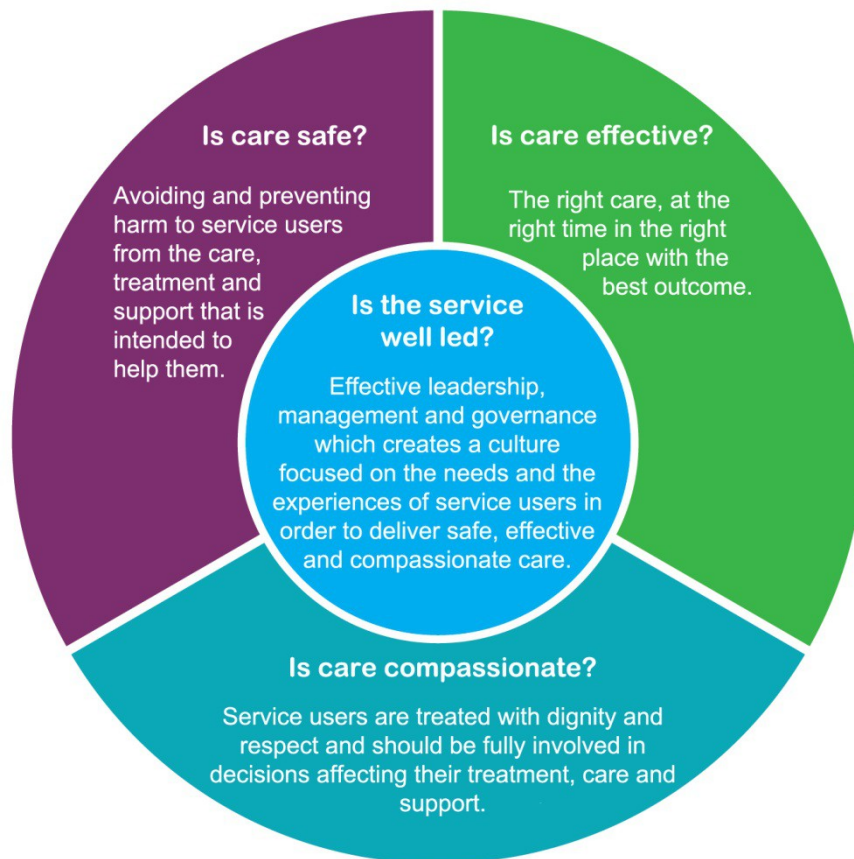 Is care safe?
Avoiding and preventing
harm to service users
from the care,
treatment and
support that is
intended to
help them.
Is care effective?
The right care, at the
right time in the right
place with the
best outcome.
Is the service
well led?
Effective leadership,
management and governance
which creates a culture
focused on the needs and the
experiences of service users in
order to deliver safe, effective
and compassionate care.
Is care compassionate?
Service users are treated with dignity and
respect and should be fully involved in
decisions affecting their treatment, care and
support.